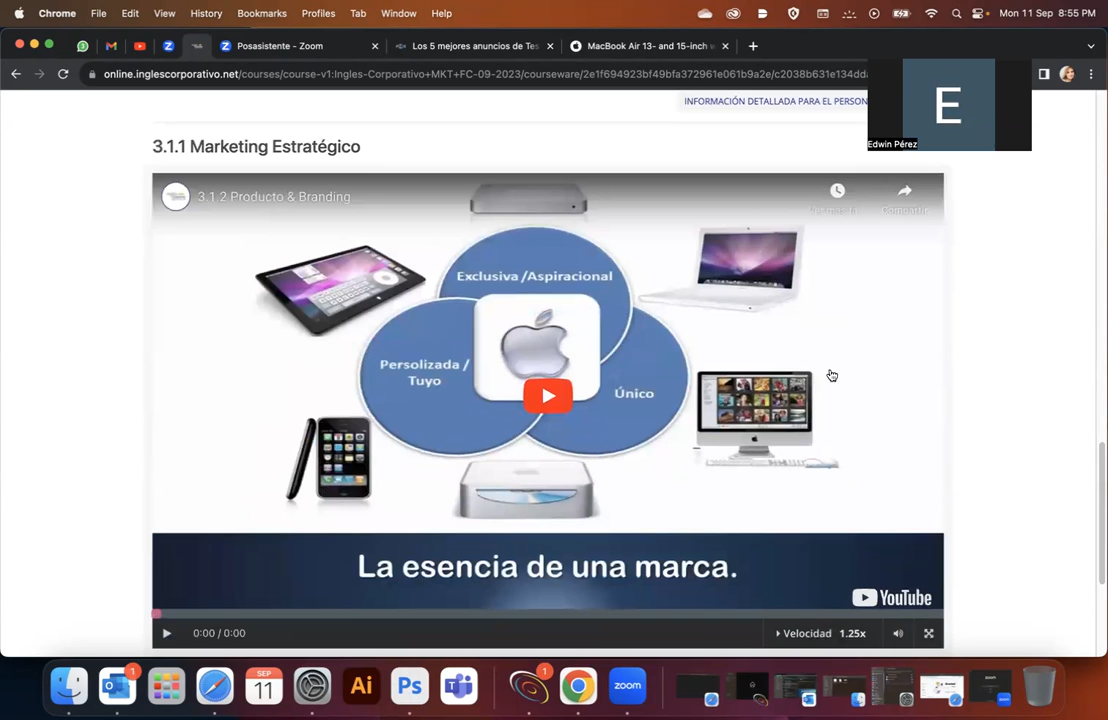 Chrome File Edit View History Bookmarks Profiles Tab Window Help Mon 11 Sep 8:55 PM
Posasistente - Zoom Los 5 mejores anuncios de Tes MacBook Air 13- and 15-inch w
online.inglescorporativo.net/courses/course-v1:Ingles-Corporativo+MKT+FC-09-2023/courseware/2e1f694923bf49bfa372961e061b9a2e/c2038b631e134dda
INFORMACIÓN DETALLADA PARA EL PERSON
E
Edwin Pérez
3.1.1 Marketing Estratégico
3.1.2 Producto & Branding
Compartir
Exclusiva /Aspiracional
Persolizada /
Tuyo
Único
La esencia de una marca.
YouTube
0:00 / 0:00 Velocidad 1.25x
1 SEP 1
11 Ai Ps zoom